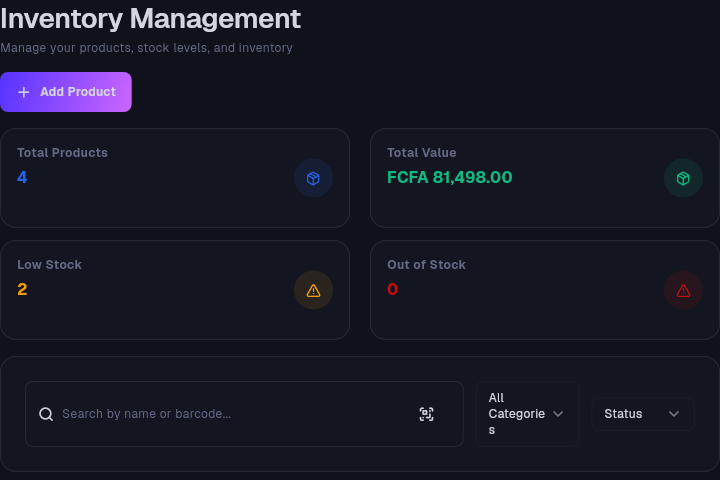 Inventory Management
Manage your products, stock levels, and inventory
Add Product
Total Products
4
Total Value
FCFA 81,498.00
Low Stock
2
Out of Stock
0
Search by name or barcode...
All
Categorie
s
Status